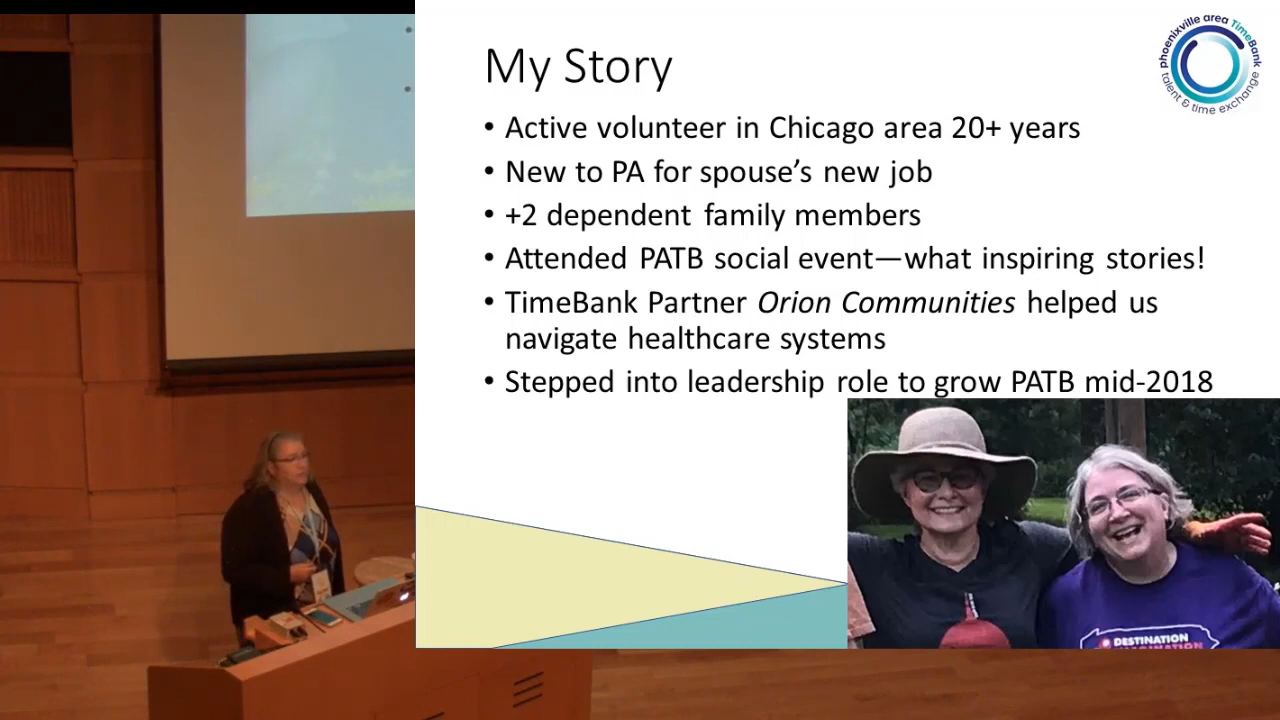 My Story
phoenixville area TimeBank
talent & time exchange
• Active volunteer in Chicago area 20+ years
• New to PA for spouse’s new job
• +2 dependent family members
• Attended PATB social event—what inspiring stories!
• TimeBank Partner Orion Communities helped us
navigate healthcare systems
• Stepped into leadership role to grow PATB mid-2018
DESTINATION
IMAGINATION